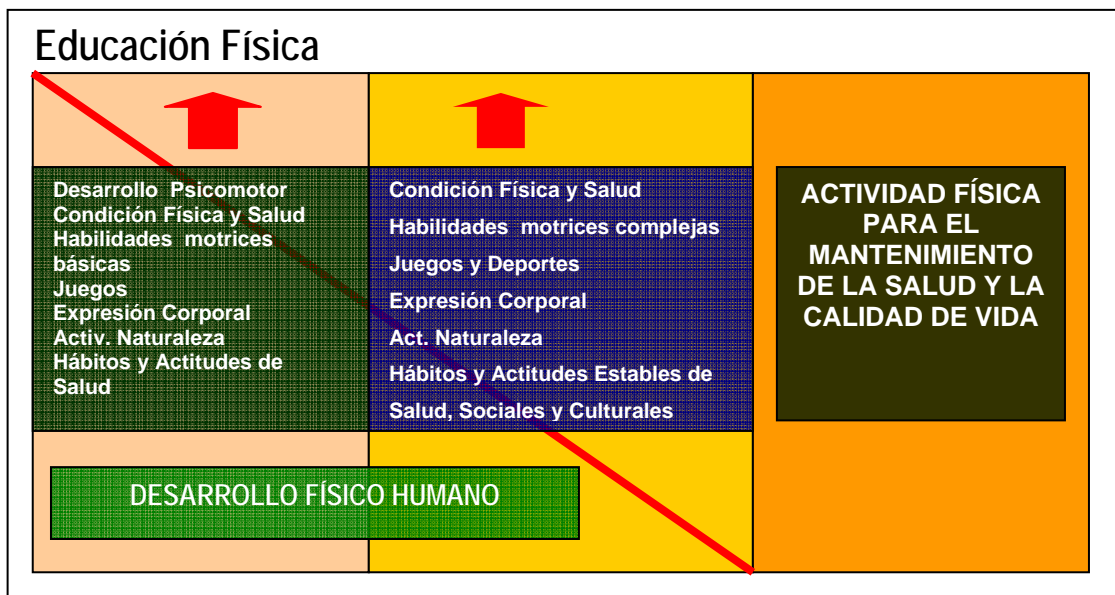 Educación Física
Desarrollo Psicomotor
Condición Física y Salud
Habilidades motrices
básicas
Juegos
Expresión Corporal
Activ. Naturaleza
Hábitos y Actitudes de
Salud
Condición Física y Salud
Habilidades motrices complejas
Juegos y Deportes
Expresión Corporal
Act. Naturaleza
Hábitos y Actitudes Estables de
Salud, Sociales y Culturales
ACTIVIDAD FÍSICA
PARA EL
MANTENIMIENTO
DE LA SALUD Y LA
CALIDAD DE VIDA
DESARROLLO FÍSICO HUMANO